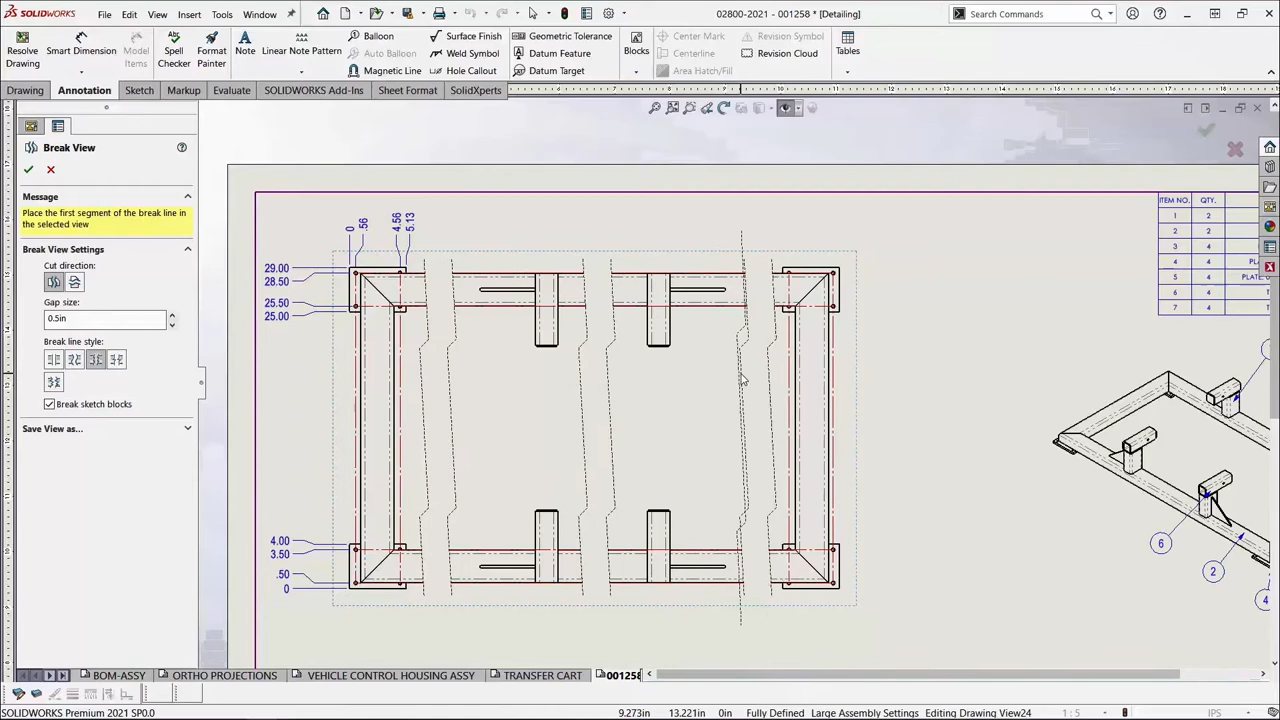 SOLIDWORKS File Edit View Insert Tools Window 02800-2021 - 001258 * [Detailing] Search Commands
Resolve Drawing Smart Dimension Model Items Spell Checker Format Painter Note Linear Note Pattern Balloon Auto Balloon Magnetic Line Surface Finish Weld Symbol Hole Callout Geometric Tolerance Datum Feature Datum Target Blocks Center Mark Centerline Area Hatch/Fill Revision Symbol Revision Cloud Tables
Drawing Annotation Sketch Markup Evaluate SOLIDWORKS Add-Ins Sheet Format SolidXperts
Break View
Message
Place the first segment of the break line in
the selected view
Break View Settings
Cut direction:
Gap size:
0.5in
Break line style:
Break sketch blocks
Save View as...
0 .56 4.56 5.13
29.00
28.50
25.50
25.00
4.00
3.50
.50
0
ITEM NO. QTY.
1 2
2 2
3 4
4 4 PLA
5 4 PLATE,
6 4
7 4
6
2
4
BOM-ASSY ORTHO PROJECTIONS VEHICLE CONTROL HOUSING ASSY TRANSFER CART 001258
SOLIDWORKS Premium 2021 SP0.0 9.273in 13.221in 0in Fully Defined Large Assembly Settings Editing Drawing View24 1 : 5 IPS